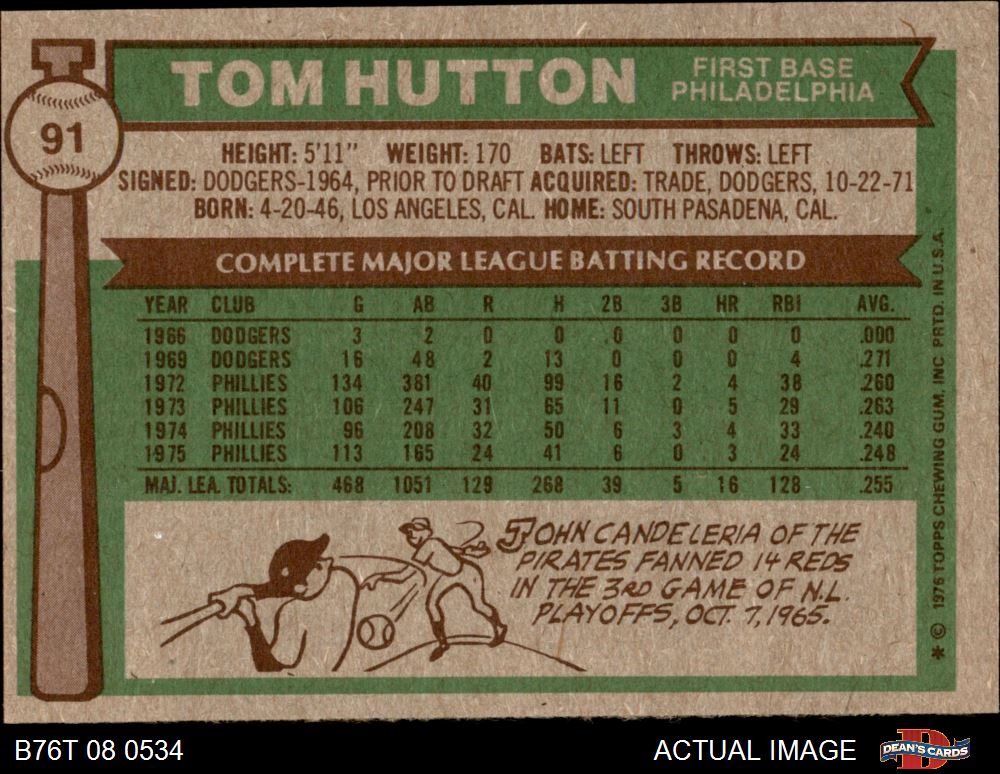 91
TOM HUTTON
FIRST BASE
PHILADELPHIA
HEIGHT: 5'11" WEIGHT: 170 BATS: LEFT THROWS: LEFT
SIGNED: DODGERS-1964, PRIOR TO DRAFT ACQUIRED: TRADE, DODGERS, 10-22-71
BORN: 4-20-46, LOS ANGELES, CAL. HOME: SOUTH PASADENA, CAL.
COMPLETE MAJOR LEAGUE BATTING RECORD
YEAR CLUB G AB R H 2B 3B HR RBI AVG.
1966 DODGERS 3 2 0 0 0 0 0 0 .000
1969 DODGERS 16 48 2 13 0 0 0 4 .271
1972 PHILLIES 134 381 40 99 16 2 4 38 .260
1973 PHILLIES 106 247 31 65 11 0 5 29 .263
1974 PHILLIES 96 208 32 50 6 3 4 33 .240
1975 PHILLIES 113 165 24 41 6 0 3 24 .248
MAJ. LEA. TOTALS: 468 1051 129 268 39 5 16 128 .255
JOHN CANDELERIA OF THE
PIRATES FANNED 14 REDS
IN THE 3RD GAME OF N.L.
PLAYOFFS, OCT. 7, 1965.
* © 1976 TOPPS CHEWING GUM, INC PRTD. IN U.S.A.
B76T 08 0534
ACTUAL IMAGE
DEAN'S CARDS